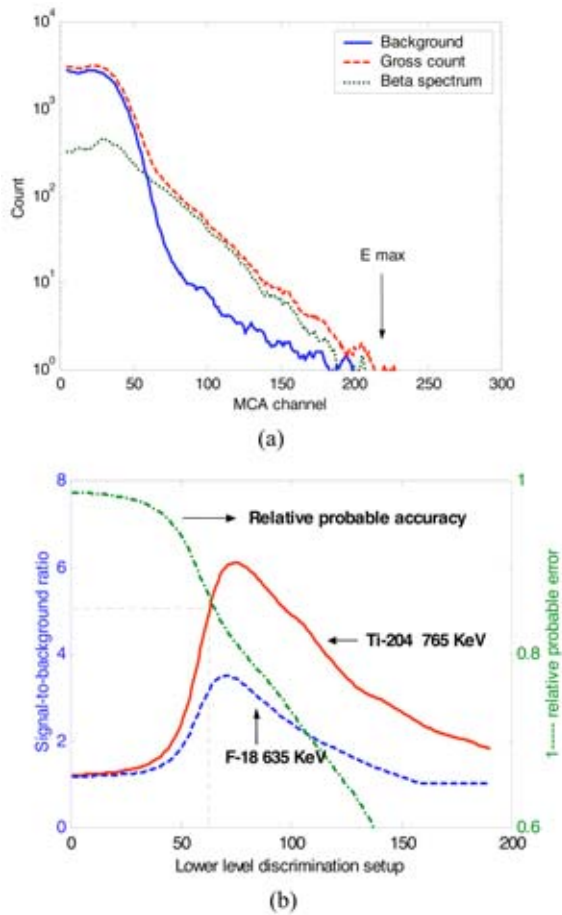 10⁴
Background
Gross count
Beta spectrum
10³
10²
Count
E max
10¹
10⁰
0 50 100 150 200 250 300
MCA channel
(a)
8 1
Relative probable accuracy
6
Ti-204 765 KeV
Signal-to-background ratio
4 0.8
1----- relative probable error
2
F-18 635 KeV
0 0.6
0 50 100 150 200
Lower level discrimination setup
(b)